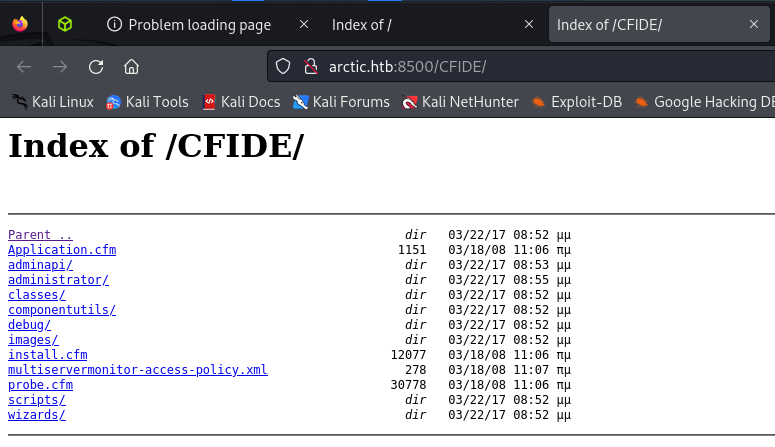 Problem loading page
Index of /
Index of /CFIDE/
arctic.htb:8500/CFIDE/
Kali Linux Kali Tools Kali Docs Kali Forums Kali NetHunter Exploit-DB Google Hacking DB
Index of /CFIDE/
Parent .. dir 03/22/17 08:52 μμ
Application.cfm 1151 03/18/08 11:06 πμ
adminapi/ dir 03/22/17 08:53 μμ
administrator/ dir 03/22/17 08:55 μμ
classes/ dir 03/22/17 08:52 μμ
componentutils/ dir 03/22/17 08:52 μμ
debug/ dir 03/22/17 08:52 μμ
images/ dir 03/22/17 08:52 μμ
install.cfm 12077 03/18/08 11:06 πμ
multiservermonitor-access-policy.xml 278 03/18/08 11:07 πμ
probe.cfm 30778 03/18/08 11:06 πμ
scripts/ dir 03/22/17 08:52 μμ
wizards/ dir 03/22/17 08:52 μμ